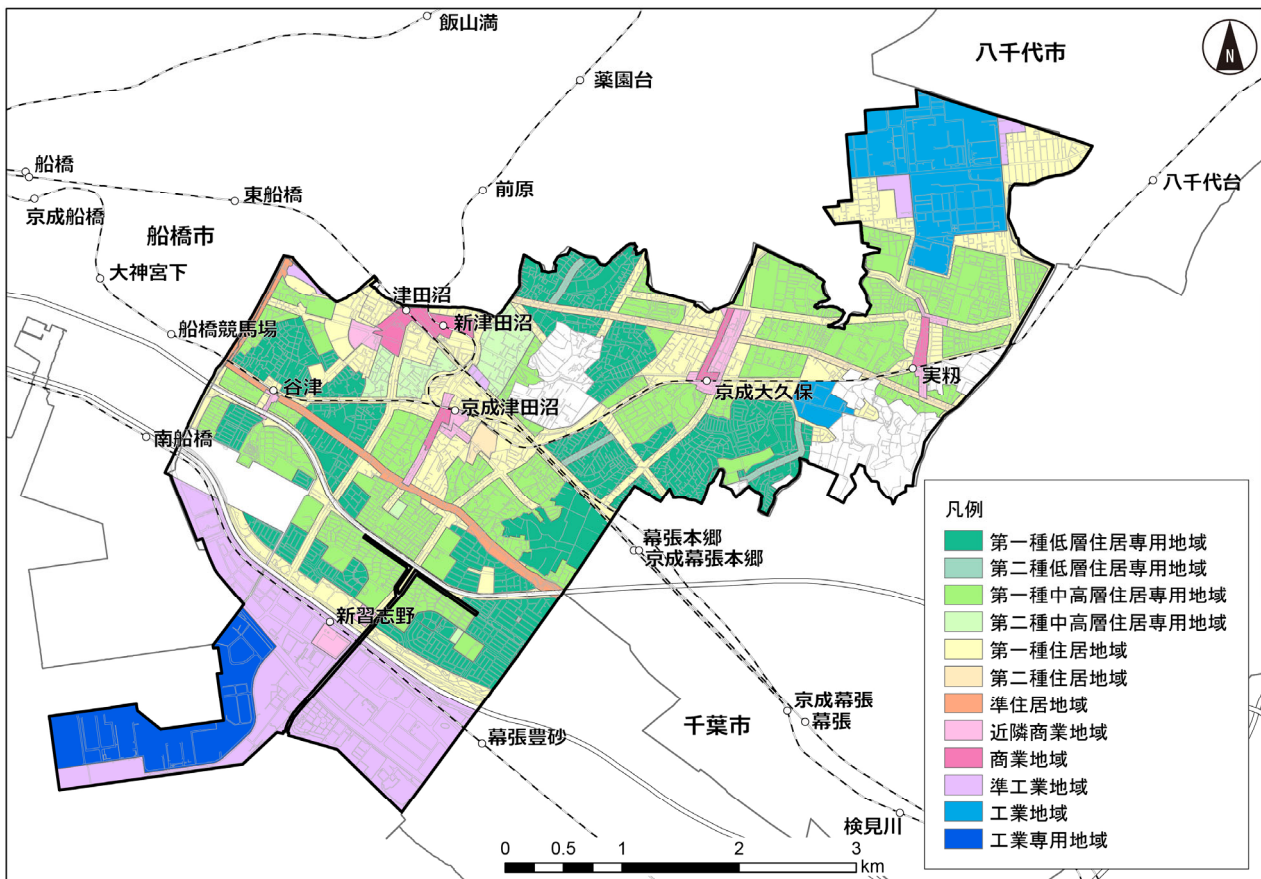 飯山満
八千代市
N
薬園台
船橋
八千代台
東船橋
前原
京成船橋
船橋市
大神宮下
津田沼
新津田沼
船橋競馬場
実籾
谷津
京成大久保
京成津田沼
南船橋
幕張本郷
京成幕張本郷
新習志野
京成幕張
幕張
千葉市
幕張豊砂
検見川
凡例
第一種低層住居専用地域
第二種低層住居専用地域
第一種中高層住居専用地域
第二種中高層住居専用地域
第一種住居地域
第二種住居地域
準住居地域
近隣商業地域
商業地域
準工業地域
工業地域
工業専用地域
0 0.5 1 2 3
km